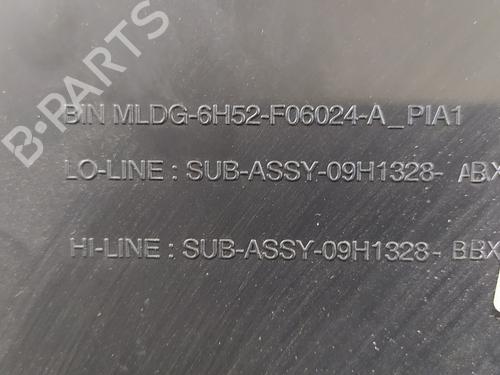 B-PARTS
BIN MLDG-6H52-F06024-A_PIA1
LO-LINE : SUB-ASSY-09H1328- ABX
HI-LINE : SUB-ASSY-09H1328- BBX